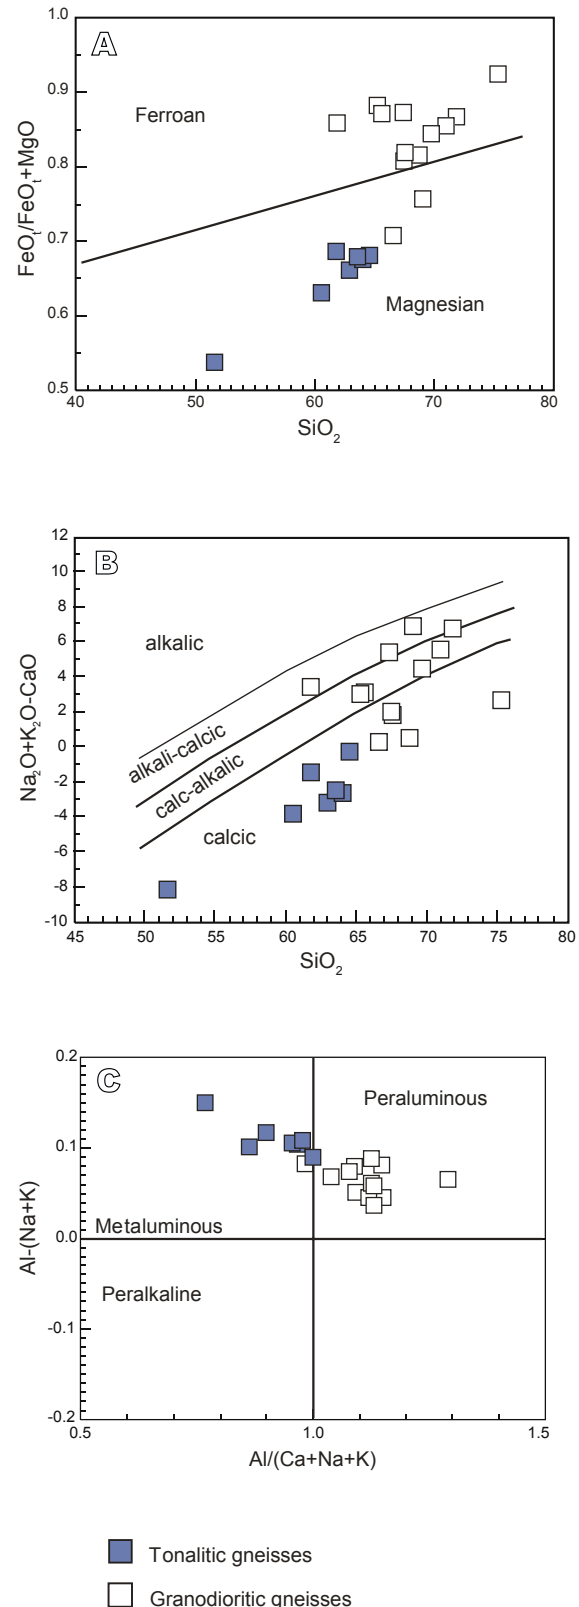 A
1.0
0.9
0.8
0.7
0.6
0.5
FeOt/FeOt+MgO
Ferroan
Magnesian
40
50
60
70
80
SiO2
B
12
10
8
6
4
2
0
-2
-4
-6
-8
-10
Na2O+K2O-CaO
alkalic
alkali-calcic
calc-alkalic
calcic
45
50
55
60
65
70
75
80
SiO2
C
0.2
0.1
0.0
-0.1
-0.2
Al-(Na+K)
Peraluminous
Metaluminous
Peralkaline
0.5
1.0
1.5
Al/(Ca+Na+K)
Tonalitic gneisses
Granodioritic gneisses